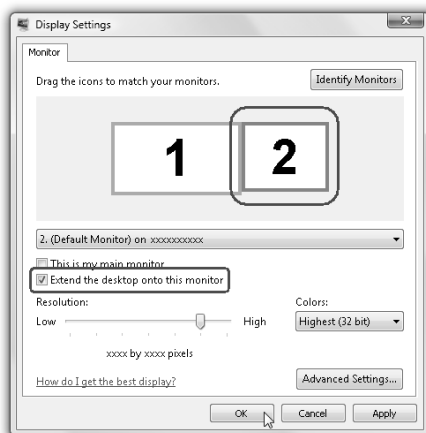 Display Settings
Monitor
Drag the icons to match your monitors.
Identify Monitors
1
2
2. (Default Monitor) on xxxxxxxxxx
This is my main monitor
Extend the desktop onto this monitor
Resolution:
Colors:
Low
High
Highest (32 bit)
xxxx by xxxx pixels
How do I get the best display?
Advanced Settings...
OK
Cancel
Apply